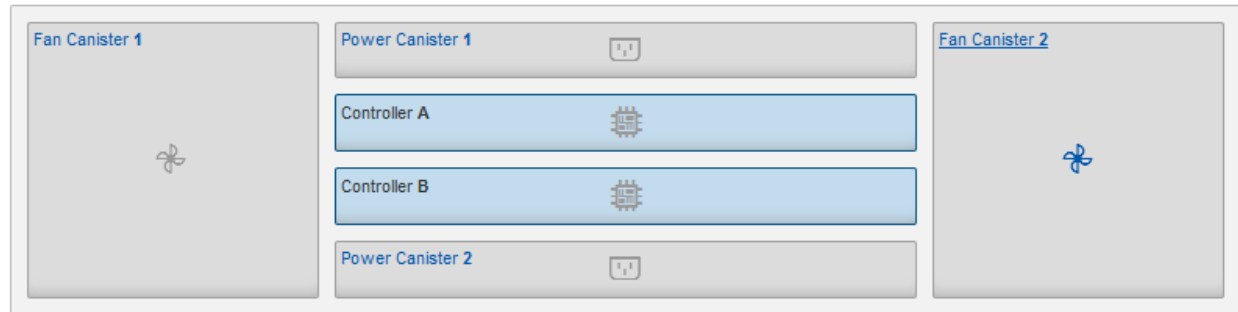 Fan Canister 1
Power Canister 1
Fan Canister 2
Controller A
Controller B
Power Canister 2